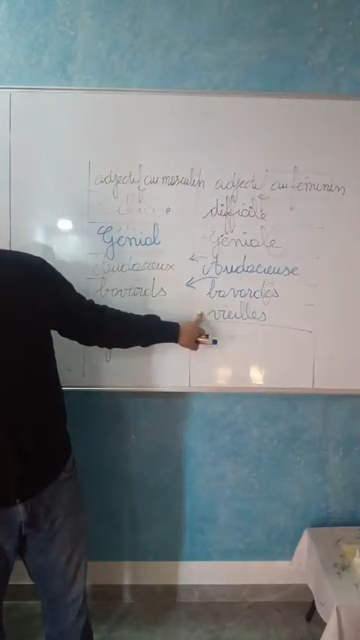 adjectif au masculin adjectif au féminin
difficile
Génial Géniale
Audacieux Audacieuse
bavards bavardes
vieilles